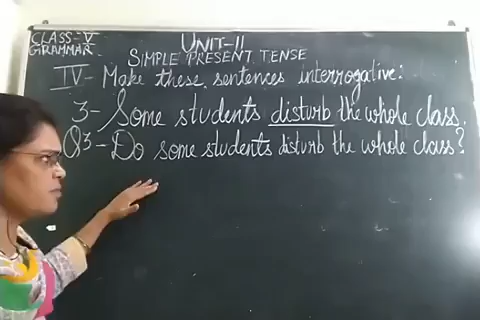 CLASS-V
GRAMMAR-
UNIT-11
SIMPLE PRESENT TENSE
IV- Make these sentences interrogative:
3- Some students disturb the whole class.
Q3- Do some students disturb the whole class?